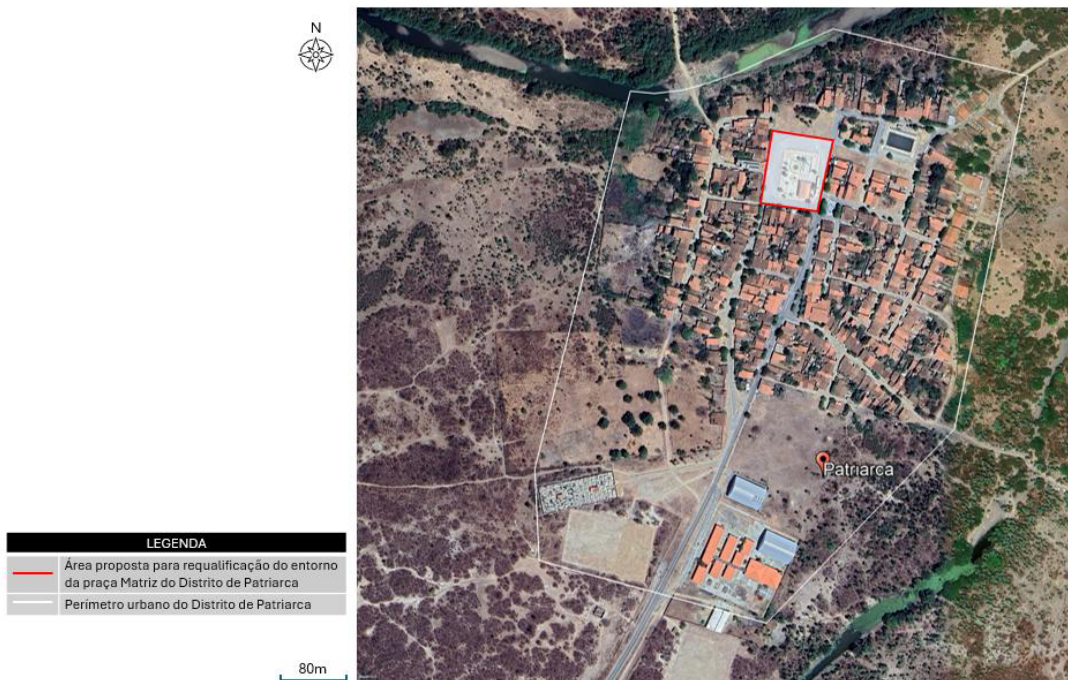 N
Patriarca
LEGENDA
Área proposta para requalificação do entorno
da praça Matriz do Distrito de Patriarca
Perímetro urbano do Distrito de Patriarca
80m